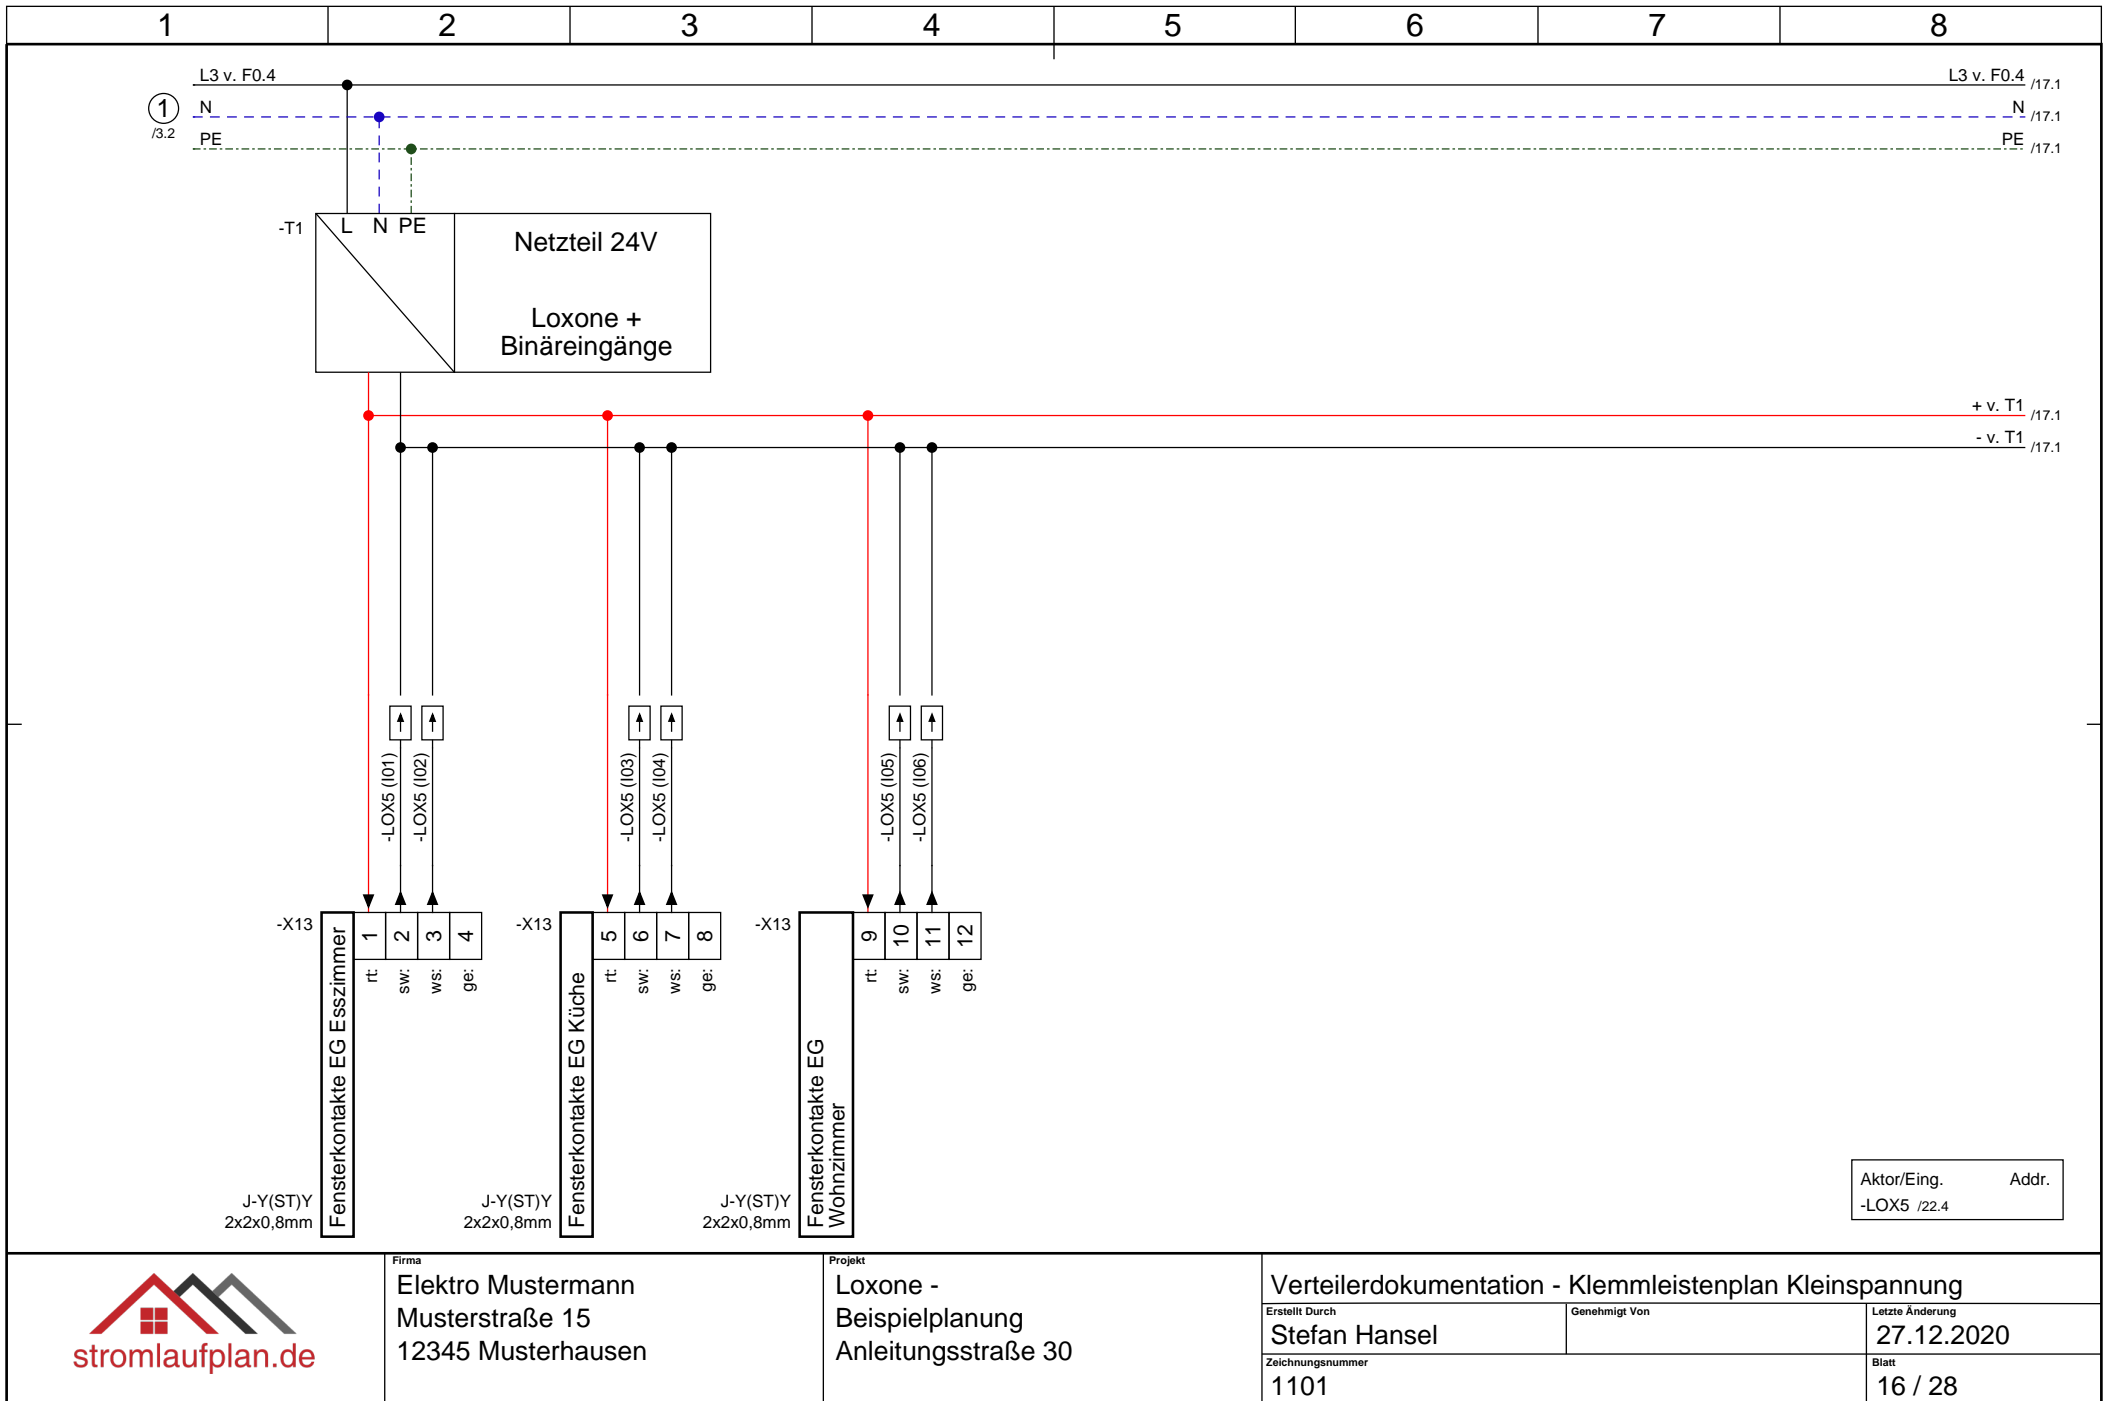 1 2 3 4 5 6 7 8
L3 v. F0.4 L3 v. F0.4 /17.1
1 N N /17.1
/3.2
PE PE /17.1
-T1 L N PE
Netzteil 24V
Loxone +
Binäreingänge
+ v. T1 /17.1
- v. T1 /17.1
-LOX5 (I01)
-LOX5 (I02)
-LOX5 (I03)
-LOX5 (I04)
-LOX5 (I05)
-LOX5 (I06)
-X13
Fensterkontakte EG Esszimmer
1 2 3 4
rt: sw: ws: ge:
J-Y(ST)Y
2x2x0,8mm
-X13
Fensterkontakte EG Küche
5 6 7 8
rt: sw: ws: ge:
J-Y(ST)Y
2x2x0,8mm
-X13
Fensterkontakte EG
Wohnzimmer
9 10 11 12
rt: sw: ws: ge:
J-Y(ST)Y
2x2x0,8mm
Aktor/Eing. Addr.
-LOX5 /22.4
stromlaufplan.de
Firma
Elektro Mustermann
Musterstraße 15
12345 Musterhausen
Projekt
Loxone -
Beispielplanung
Anleitungsstraße 30
Verteilerdokumentation - Klemmleistenplan Kleinspannung
Erstellt Durch
Stefan Hansel
Genehmigt Von
Letzte Änderung
27.12.2020
Zeichnungsnummer
1101
Blatt
16 / 28